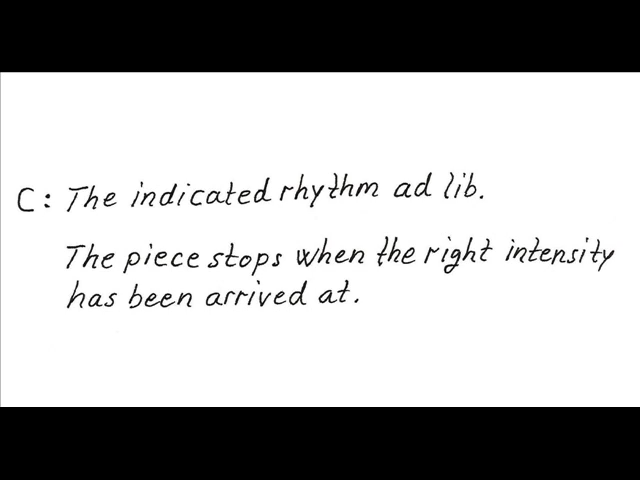 C: The indicated rhythm ad lib.
The piece stops when the right intensity
has been arrived at.